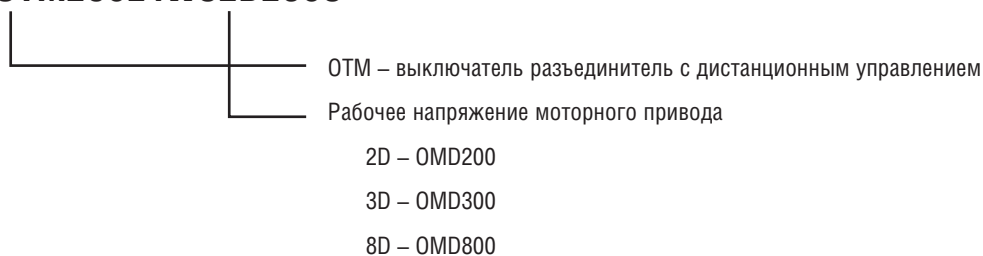 ОТМ – выключатель разъединитель с дистанционным управлением
Рабочее напряжение моторного привода
2D – OMD200
3D – OMD300
8D – OMD800